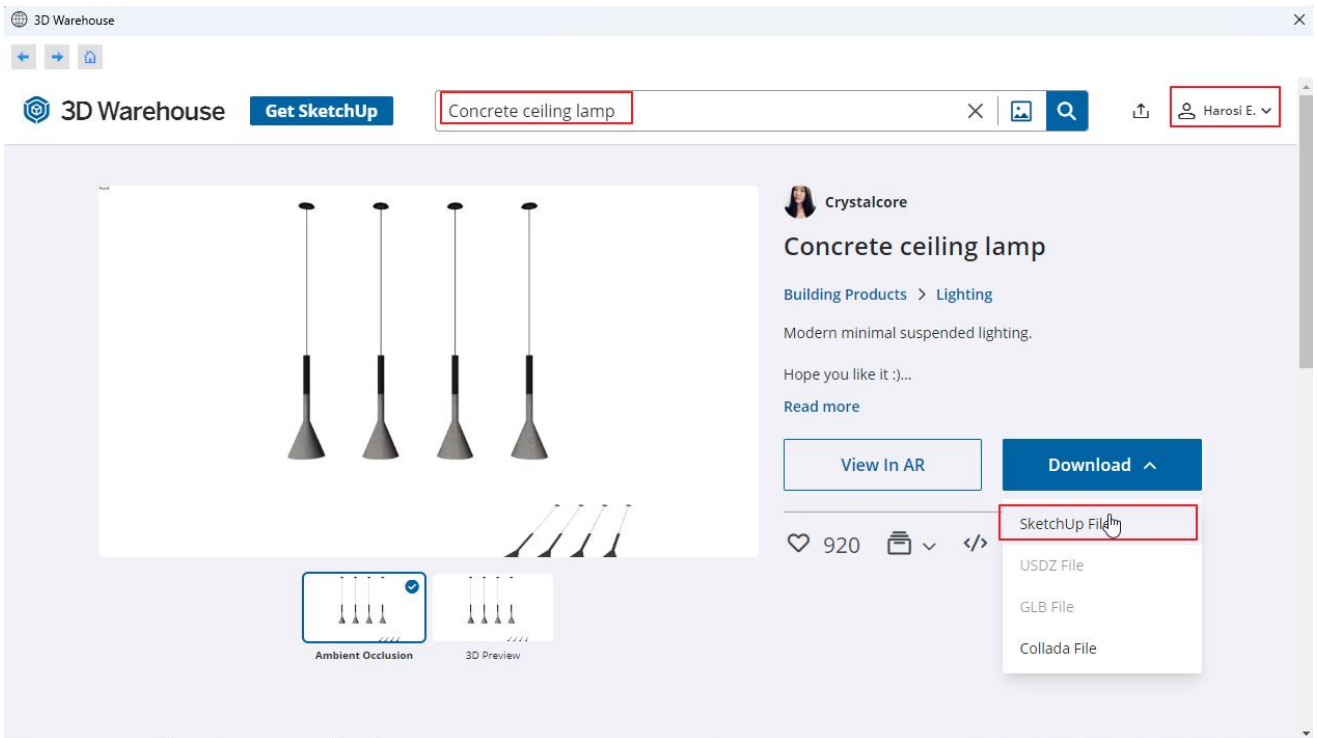 3D Warehouse
3D Warehouse
Get SketchUp
Concrete ceiling lamp
Harosi E.
Crystalcore
Concrete ceiling lamp
Building Products > Lighting
Modern minimal suspended lighting.
Hope you like it :)...
Read more
View In AR
Download
920
</>
SketchUp File
USDZ File
GLB File
Collada File
Ambient Occlusion
3D Preview